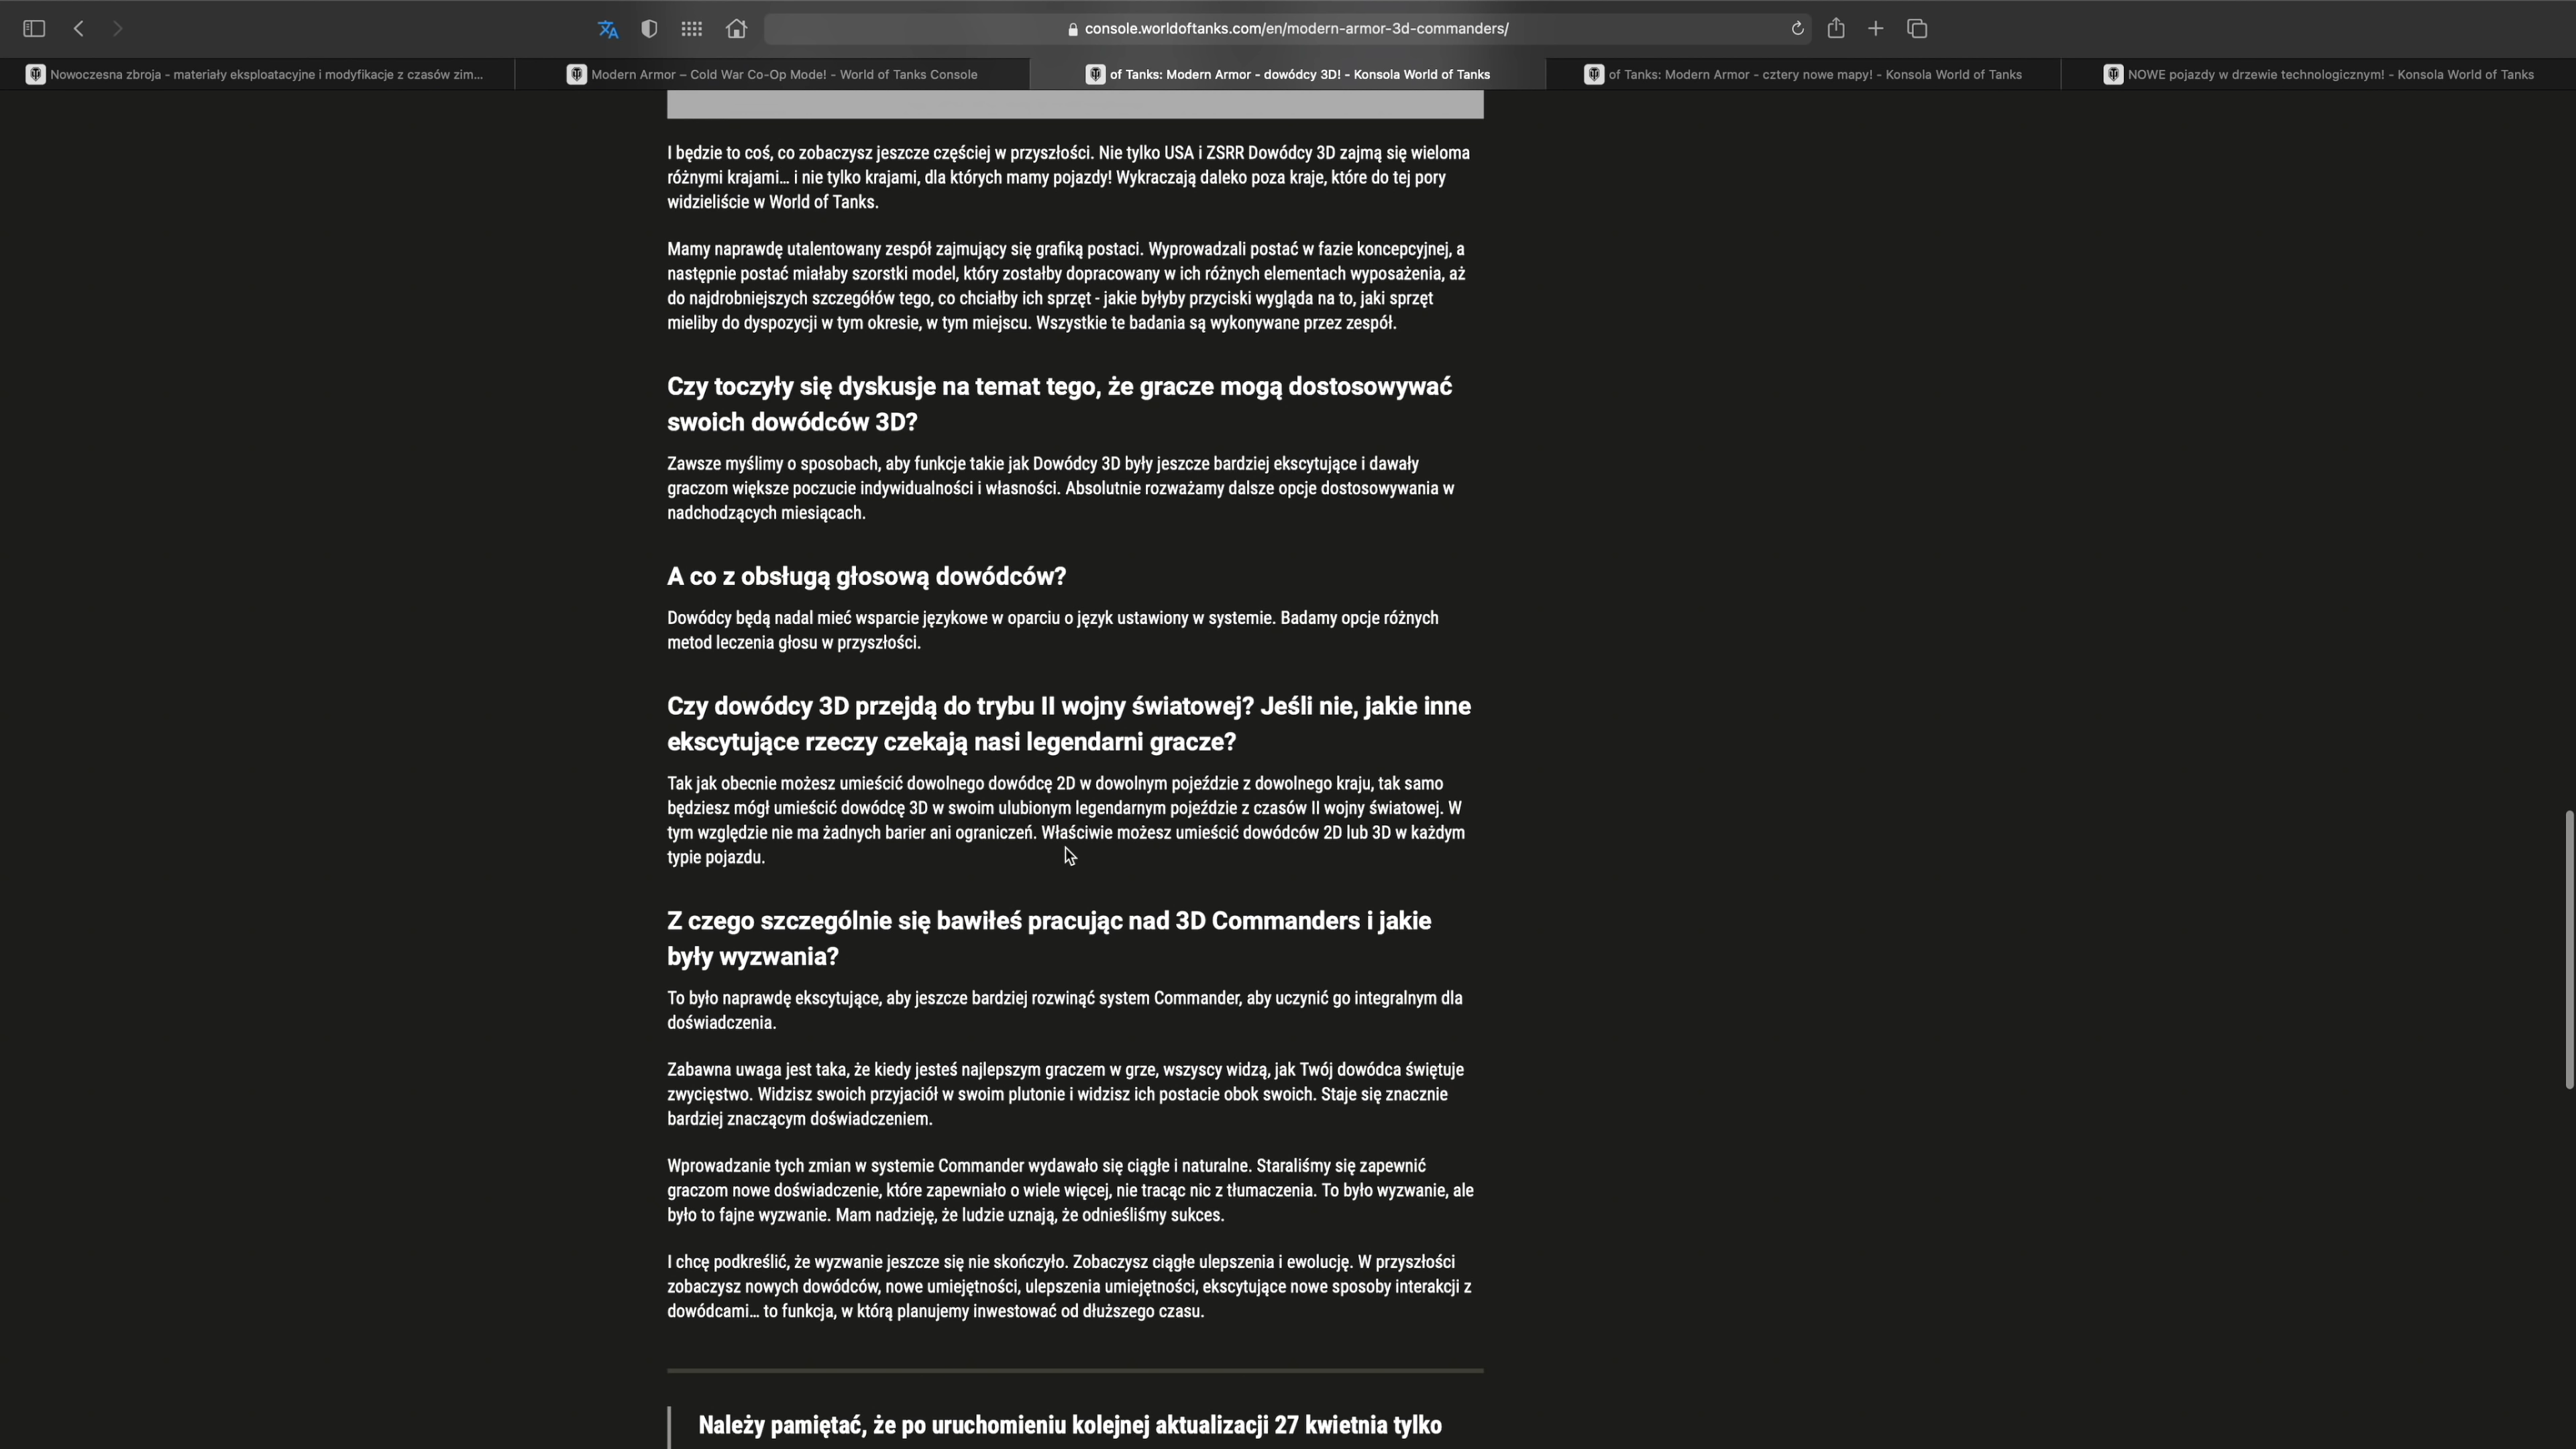 console.worldoftanks.com/en/modern-armor-3d-commanders/
Nowoczesna zbroja - materiały eksploatacyjne i modyfikacje z czasów zim...
Modern Armor – Cold War Co-Op Mode! - World of Tanks Console
of Tanks: Modern Armor - dowódcy 3D! - Konsola World of Tanks
of Tanks: Modern Armor - cztery nowe mapy! - Konsola World of Tanks
NOWE pojazdy w drzewie technologicznym! - Konsola World of Tanks
I będzie to coś, co zobaczysz jeszcze częściej w przyszłości. Nie tylko USA i ZSRR Dowódcy 3D zajmą się wieloma
różnymi krajami... i nie tylko krajami, dla których mamy pojazdy! Wykraczają daleko poza kraje, które do tej pory
widzieliście w World of Tanks.
Mamy naprawdę utalentowany zespół zajmujący się grafiką postaci. Wyprowadzali postać w fazie koncepcyjnej, a
następnie postać miałaby szorstki model, który zostałby dopracowany w ich różnych elementach wyposażenia, aż
do najdrobniejszych szczegółów tego, co chciałby ich sprzęt - jakie byłyby przyciski wygląda na to, jaki sprzęt
mieliby do dyspozycji w tym okresie, w tym miejscu. Wszystkie te badania są wykonywane przez zespół.
Czy toczyły się dyskusje na temat tego, że gracze mogą dostosowywać
swoich dowódców 3D?
Zawsze myślimy o sposobach, aby funkcje takie jak Dowódcy 3D były jeszcze bardziej ekscytujące i dawały
graczom większe poczucie indywidualności i własności. Absolutnie rozważamy dalsze opcje dostosowywania w
nadchodzących miesiącach.
A co z obsługą głosową dowódców?
Dowódcy będą nadal mieć wsparcie językowe w oparciu o język ustawiony w systemie. Badamy opcje różnych
metod leczenia głosu w przyszłości.
Czy dowódcy 3D przejdą do trybu II wojny światowej? Jeśli nie, jakie inne
ekscytujące rzeczy czekają nasi legendarni gracze?
Tak jak obecnie możesz umieścić dowolnego dowódcę 2D w dowolnym pojeździe z dowolnego kraju, tak samo
będziesz mógł umieścić dowódcę 3D w swoim ulubionym legendarnym pojeździe z czasów II wojny światowej. W
tym względzie nie ma żadnych barier ani ograniczeń. Właściwie możesz umieścić dowódców 2D lub 3D w każdym
typie pojazdu.
Z czego szczególnie się bawiłeś pracując nad 3D Commanders i jakie
były wyzwania?
To było naprawdę ekscytujące, aby jeszcze bardziej rozwinąć system Commander, aby uczynić go integralnym dla
doświadczenia.
Zabawna uwaga jest taka, że kiedy jesteś najlepszym graczem w grze, wszyscy widzą, jak Twój dowódca świętuje
zwycięstwo. Widzisz swoich przyjaciół w swoim plutonie i widzisz ich postacie obok swoich. Staje się znacznie
bardziej znaczącym doświadczeniem.
Wprowadzanie tych zmian w systemie Commander wydawało się ciągłe i naturalne. Staraliśmy się zapewnić
graczom nowe doświadczenie, które zapewniało o wiele więcej, nie tracąc nic z tłumaczenia. To było wyzwanie, ale
było to fajne wyzwanie. Mam nadzieję, że ludzie uznają, że odnieśliśmy sukces.
I chcę podkreślić, że wyzwanie jeszcze się nie skończyło. Zobaczysz ciągłe ulepszenia i ewolucję. W przyszłości
zobaczysz nowych dowódców, nowe umiejętności, ulepszenia umiejętności, ekscytujące nowe sposoby interakcji z
dowódcami... to funkcja, w którą planujemy inwestować od dłuższego czasu.
Należy pamiętać, że po uruchomieniu kolejnej aktualizacji 27 kwietnia tylko